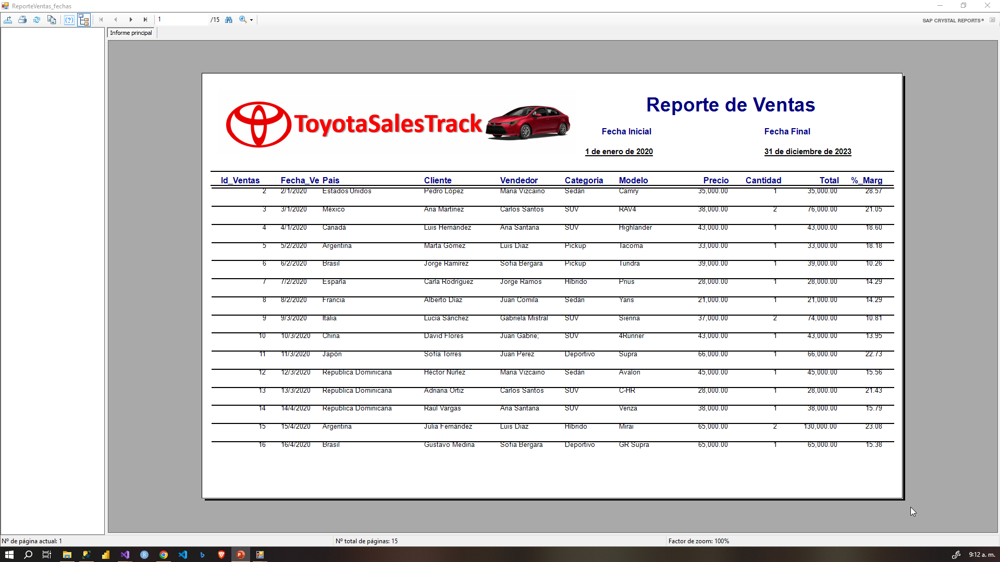 ReporteVentas_fechas
1 /15
SAP CRYSTAL REPORTS®
Informe principal
ToyotaSalesTrack
Reporte de Ventas
Fecha Inicial Fecha Final
1 de enero de 2020 31 de diciembre de 2023
Id_Ventas Fecha_Ve Pais Cliente Vendedor Categoria Modelo Precio Cantidad Total %_Marg
2 2/1/2020 Estados Unidos Pedro López Maria Vizcaino Sedán Camry 35,000.00 1 35,000.00 28.57
3 3/1/2020 México Ana Martínez Carlos Santos SUV RAV4 38,000.00 2 76,000.00 21.05
4 4/1/2020 Canadá Luis Hernández Ana Santana SUV Highlander 43,000.00 1 43,000.00 18.60
5 5/2/2020 Argentina Marta Gómez Luis Diaz Pickup Tacoma 33,000.00 1 33,000.00 18.18
6 6/2/2020 Brasil Jorge Ramírez Sofia Bergara Pickup Tundra 39,000.00 1 39,000.00 10.26
7 7/2/2020 España Carla Rodríguez Jorge Ramos Híbrido Prius 28,000.00 1 28,000.00 14.29
8 8/2/2020 Francia Alberto Díaz Juan Comila Sedán Yaris 21,000.00 1 21,000.00 14.29
9 9/3/2020 Italia Lucía Sánchez Gabriela Mistral SUV Sienna 37,000.00 2 74,000.00 10.81
10 10/3/2020 China David Flores Juan Gabrie; SUV 4Runner 43,000.00 1 43,000.00 13.95
11 11/3/2020 Japón Sofía Torres Juan Perez Deportivo Supra 66,000.00 1 66,000.00 22.73
12 12/3/2020 Republica Dominicana Héctor Núñez Maria Vizcaino Sedán Avalon 45,000.00 1 45,000.00 15.56
13 13/3/2020 Republica Dominicana Adriana Ortiz Carlos Santos SUV C-HR 28,000.00 1 28,000.00 21.43
14 14/4/2020 Republica Dominicana Raúl Vargas Ana Santana SUV Venza 38,000.00 1 38,000.00 15.79
15 15/4/2020 Argentina Julia Fernández Luis Diaz Híbrido Mirai 65,000.00 2 130,000.00 23.08
16 16/4/2020 Brasil Gustavo Medina Sofia Bergara Deportivo GR Supra 65,000.00 1 65,000.00 15.38
Nº de página actual: 1 Nº total de páginas: 15 Factor de zoom: 100%
9:12 a. m.